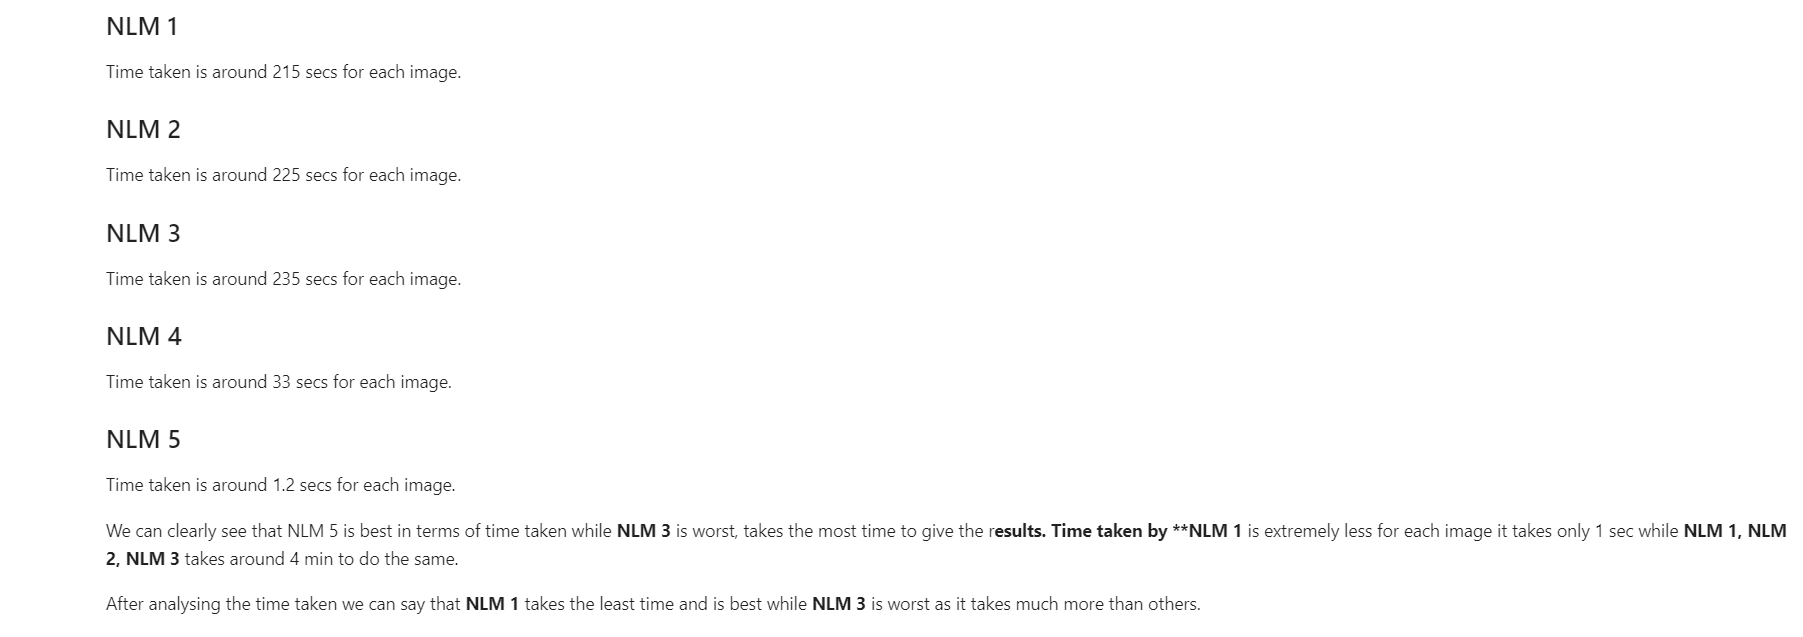 NLM 1
Time taken is around 215 secs for each image.
NLM 2
Time taken is around 225 secs for each image.
NLM 3
Time taken is around 235 secs for each image.
NLM 4
Time taken is around 33 secs for each image.
NLM 5
Time taken is around 1.2 secs for each image.
We can clearly see that NLM 5 is best in terms of time taken while NLM 3 is worst, takes the most time to give the results. Time taken by **NLM 1 is extremely less for each image it takes only 1 sec while NLM 1, NLM
2, NLM 3 takes around 4 min to do the same.
After analysing the time taken we can say that NLM 1 takes the least time and is best while NLM 3 is worst as it takes much more than others.